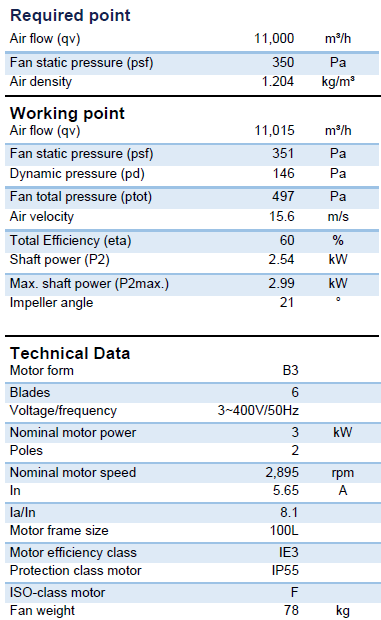 Required point
Air flow (qv) 11,000 m³/h
Fan static pressure (psf) 350 Pa
Air density 1.204 kg/m³
Working point
Air flow (qv) 11,015 m³/h
Fan static pressure (psf) 351 Pa
Dynamic pressure (pd) 146 Pa
Fan total pressure (ptot) 497 Pa
Air velocity 15.6 m/s
Total Efficiency (eta) 60 %
Shaft power (P2) 2.54 kW
Max. shaft power (P2max.) 2.99 kW
Impeller angle 21 °
Technical Data
Motor form B3
Blades 6
Voltage/frequency 3~400V/50Hz
Nominal motor power 3 kW
Poles 2
Nominal motor speed 2,895 rpm
In 5.65 A
Ia/In 8.1
Motor frame size 100L
Motor efficiency class IE3
Protection class motor IP55
ISO-class motor F
Fan weight 78 kg